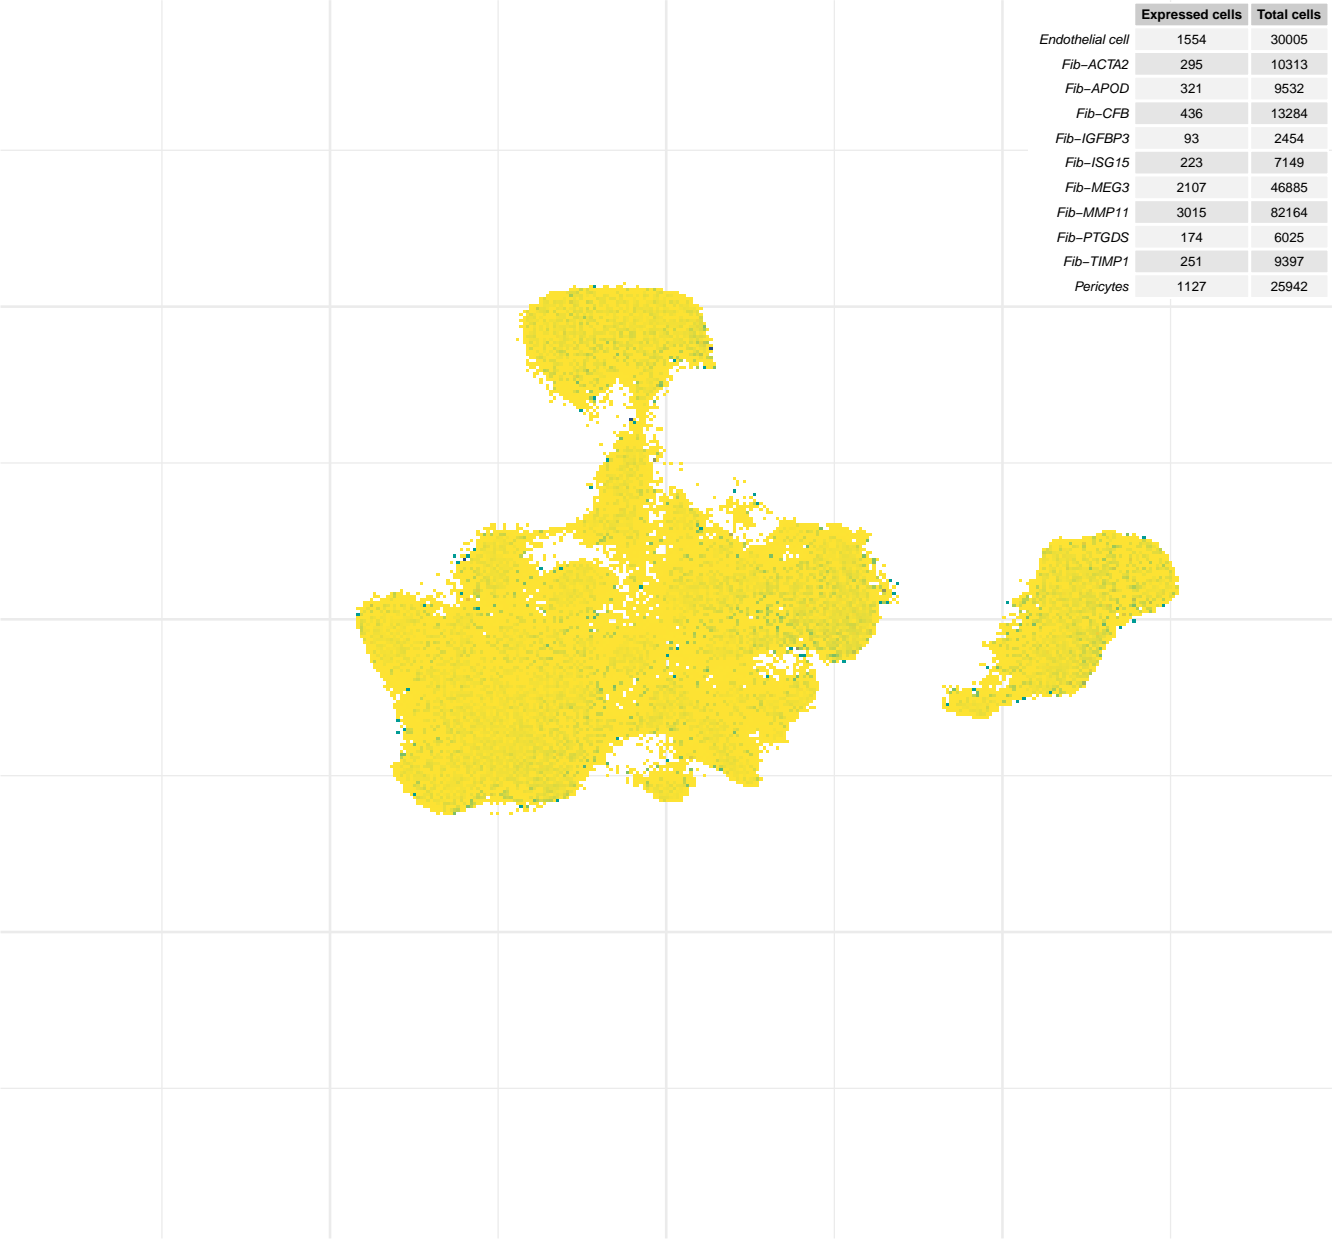 Expressed cells Total cells
Endothelial cell 1554 30005
Fib−ACTA2 295 10313
Fib−APOD 321 9532
Fib−CFB 436 13284
Fib−IGFBP3 93 2454
Fib−ISG15 223 7149
Fib−MEG3 2107 46885
Fib−MMP11 3015 82164
Fib−PTGDS 174 6025
Fib−TIMP1 251 9397
Pericytes 1127 25942